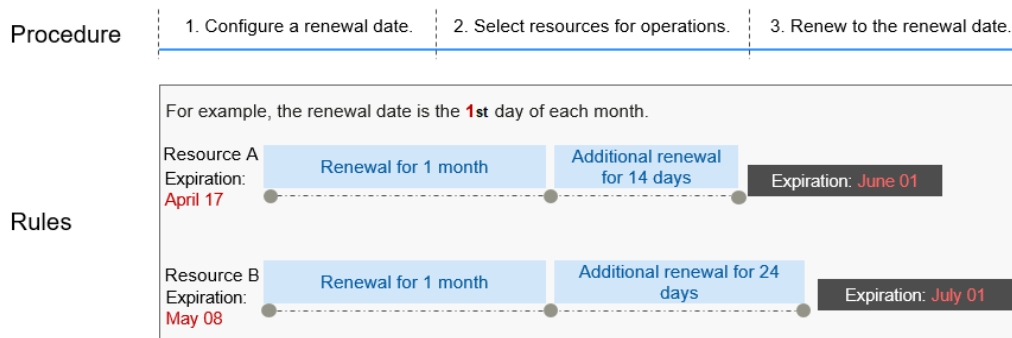 Procedure
1. Configure a renewal date.
2. Select resources for operations.
3. Renew to the renewal date.
Rules
For example, the renewal date is the 1st day of each month.
Resource A
Expiration:
April 17
Renewal for 1 month
Additional renewal
for 14 days
Expiration: June 01
Resource B
Expiration:
May 08
Renewal for 1 month
Additional renewal for 24
days
Expiration: July 01